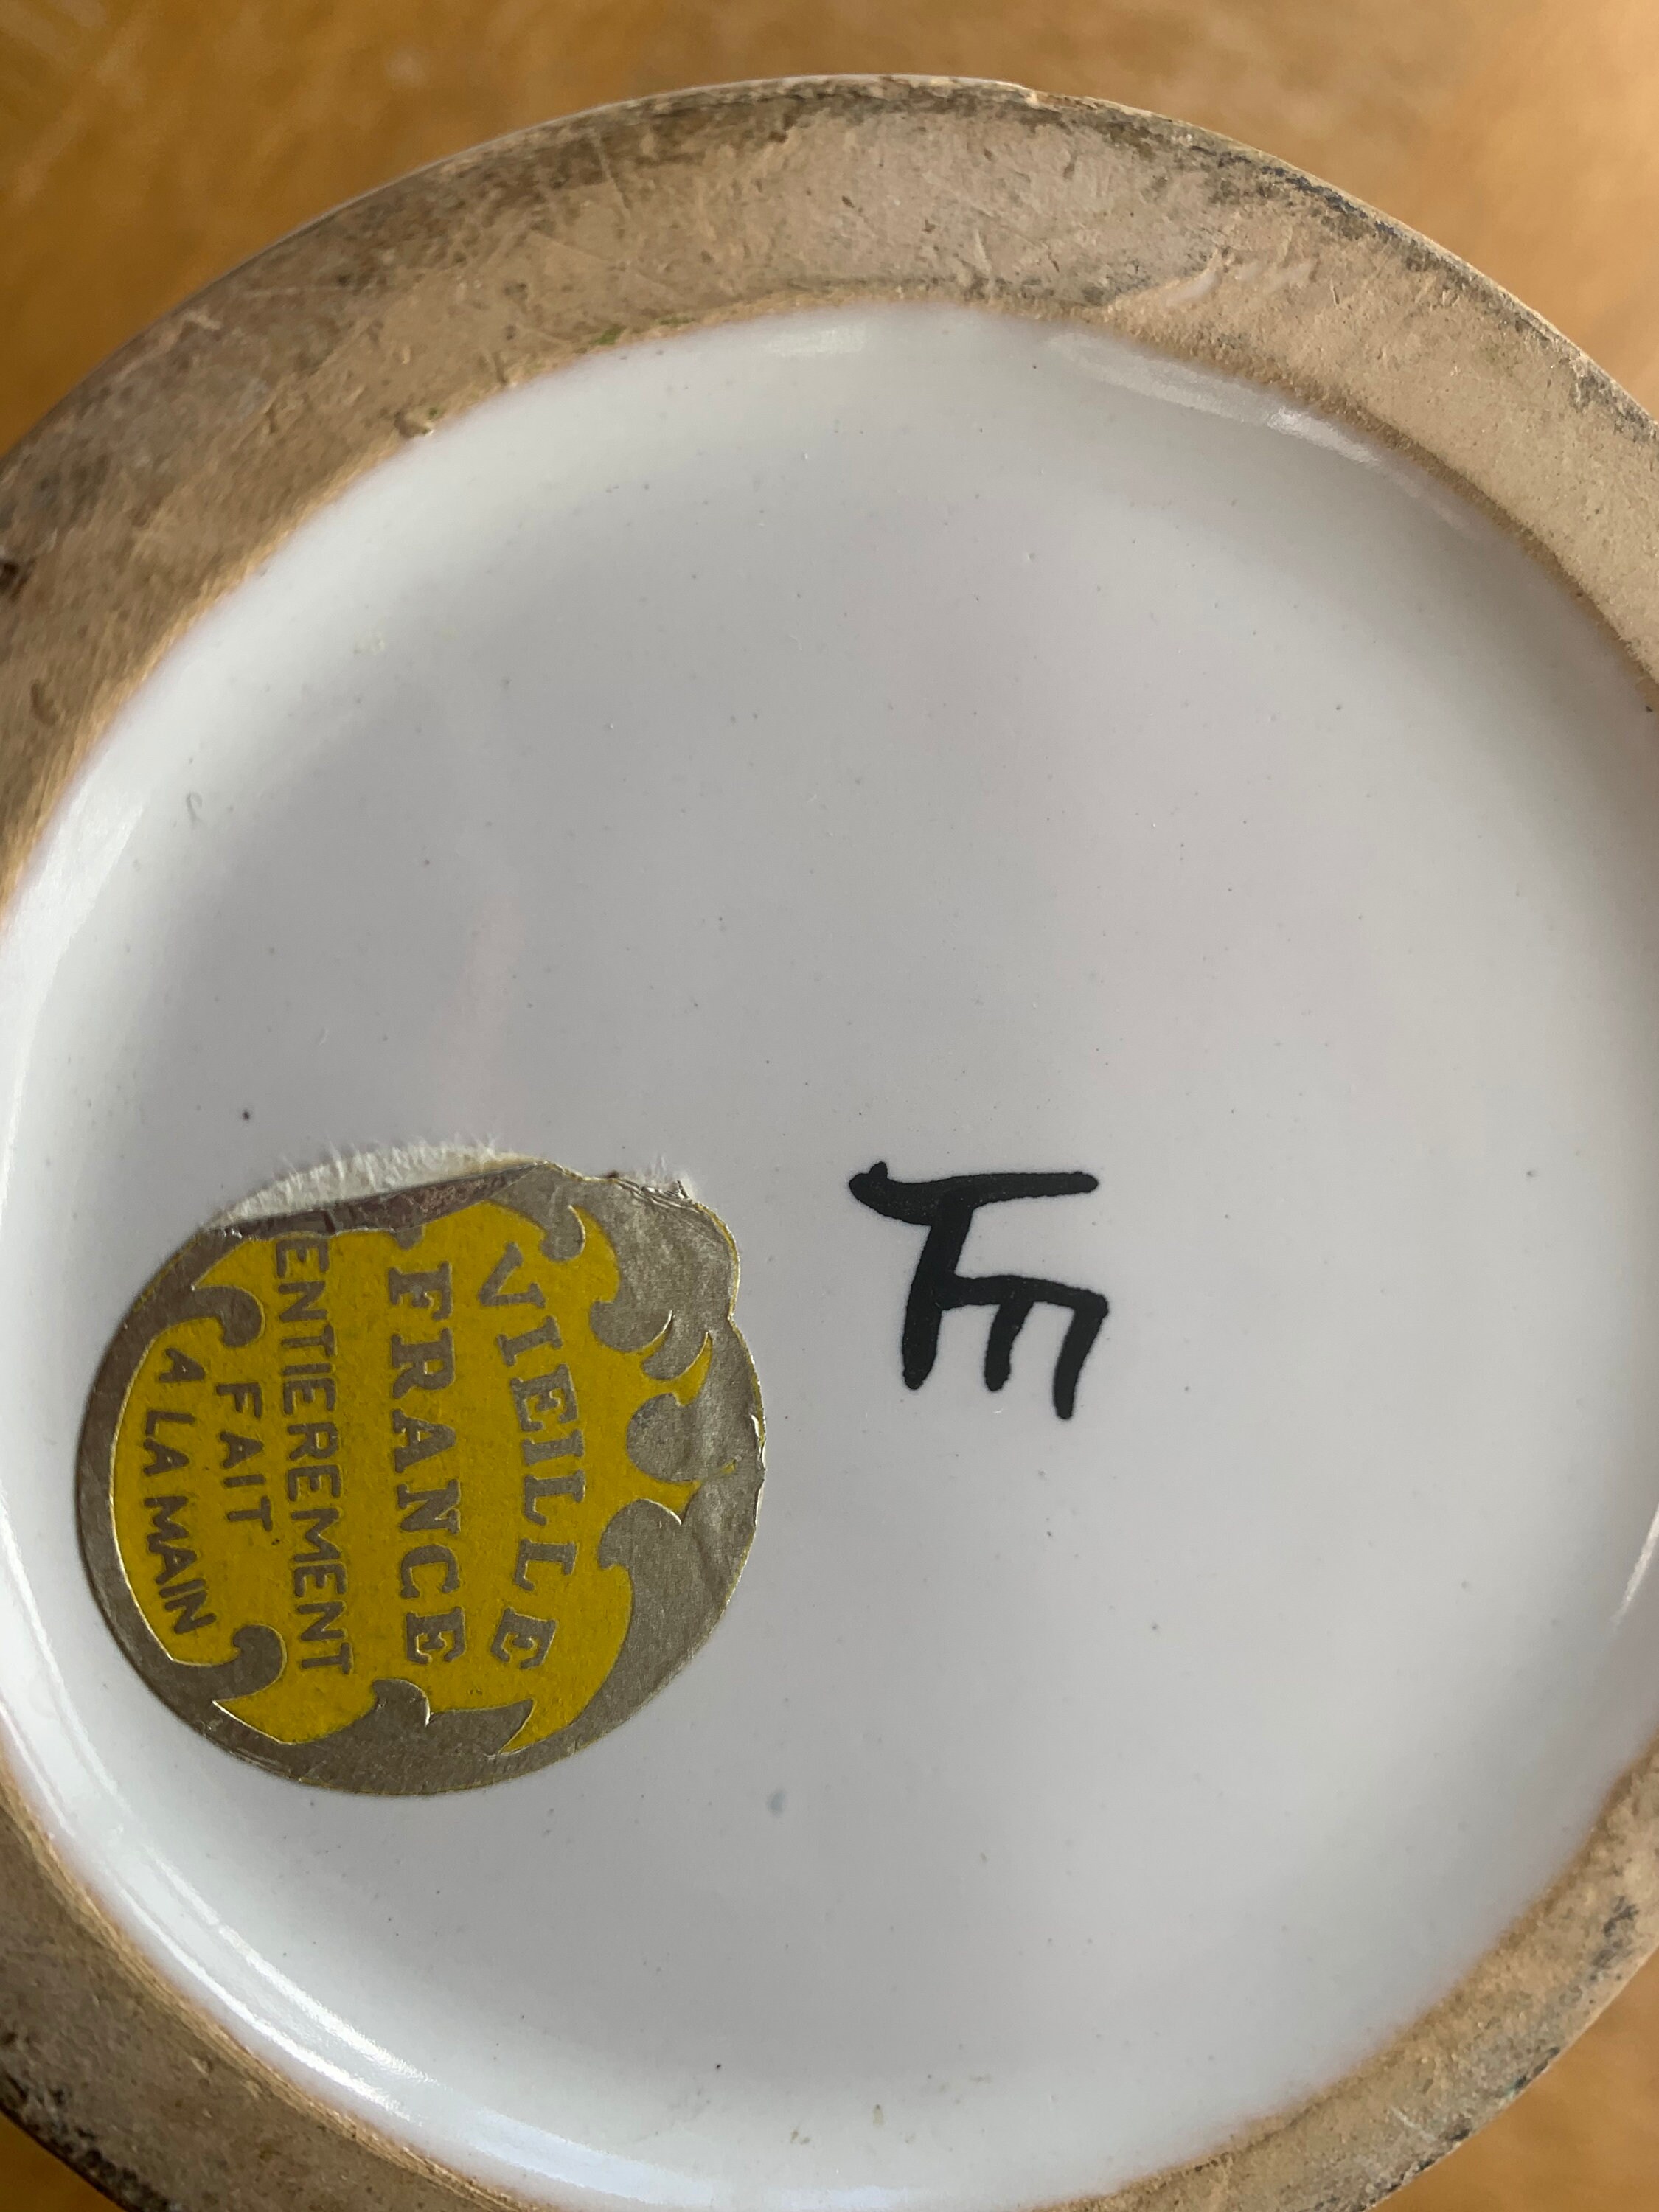 VIEILLE
FRANCE
ENTIEREMENT
FAIT
A LA MAIN